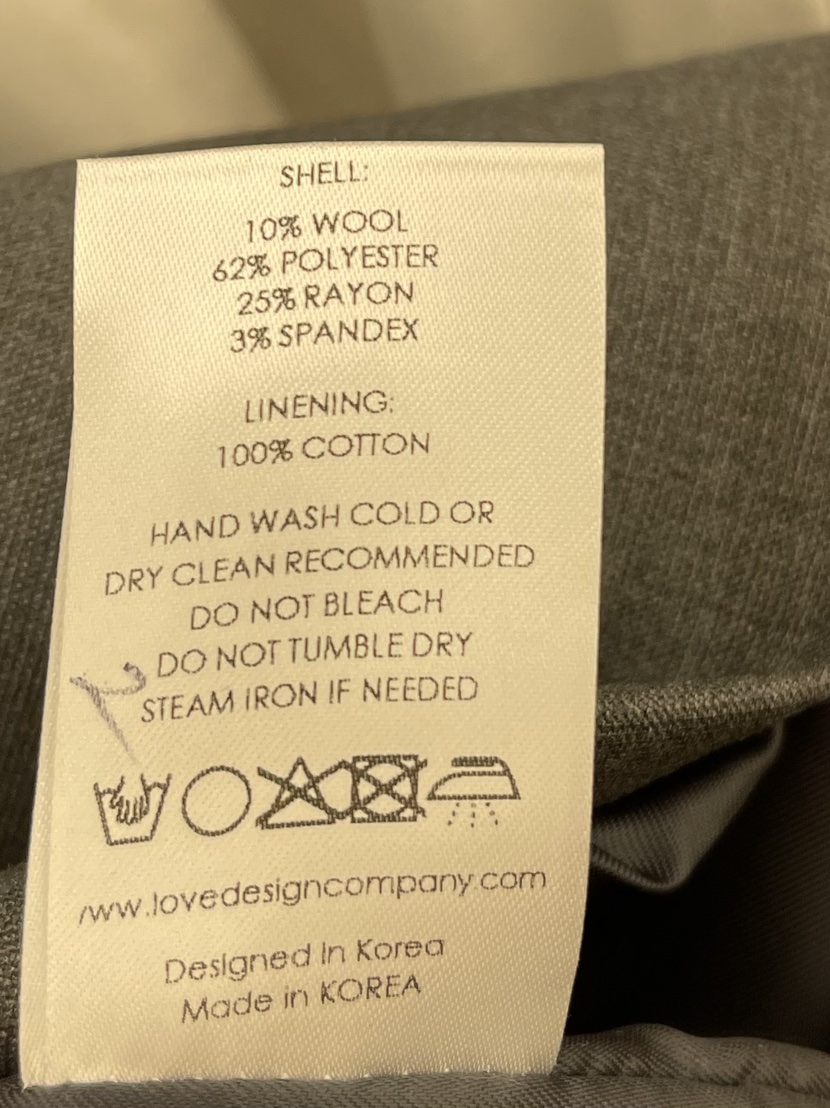 SHELL:
10% WOOL
62% POLYESTER
25% RAYON
3% SPANDEX
LINENING:
100% COTTON
HAND WASH COLD OR
DRY CLEAN RECOMMENDED
DO NOT BLEACH
DO NOT TUMBLE DRY
STEAM IRON IF NEEDED
/ww.lovedesigncompany.com
Designed In Korea
Made in KOREA